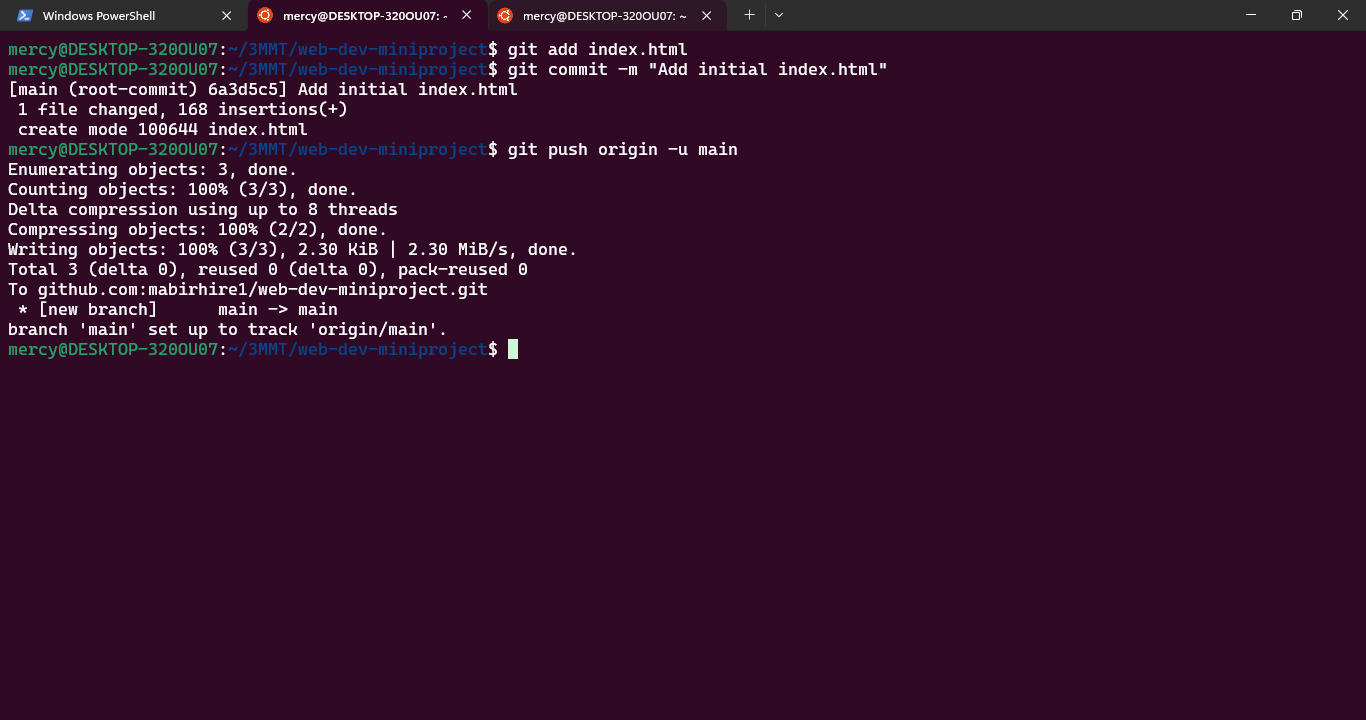 Windows PowerShell
mercy@DESKTOP-320OU07: ~
mercy@DESKTOP-320OU07: ~
mercy@DESKTOP-320OU07:~/3MMT/web-dev-miniproject$ git add index.html
mercy@DESKTOP-320OU07:~/3MMT/web-dev-miniproject$ git commit -m "Add initial index.html"
[main (root-commit) 6a3d5c5] Add initial index.html
 1 file changed, 168 insertions(+)
 create mode 100644 index.html
mercy@DESKTOP-320OU07:~/3MMT/web-dev-miniproject$ git push origin -u main
Enumerating objects: 3, done.
Counting objects: 100% (3/3), done.
Delta compression using up to 8 threads
Compressing objects: 100% (2/2), done.
Writing objects: 100% (3/3), 2.30 KiB | 2.30 MiB/s, done.
Total 3 (delta 0), reused 0 (delta 0), pack-reused 0
To github.com:mabirhire1/web-dev-miniproject.git
 * [new branch]      main -> main
branch 'main' set up to track 'origin/main'.
mercy@DESKTOP-320OU07:~/3MMT/web-dev-miniproject$